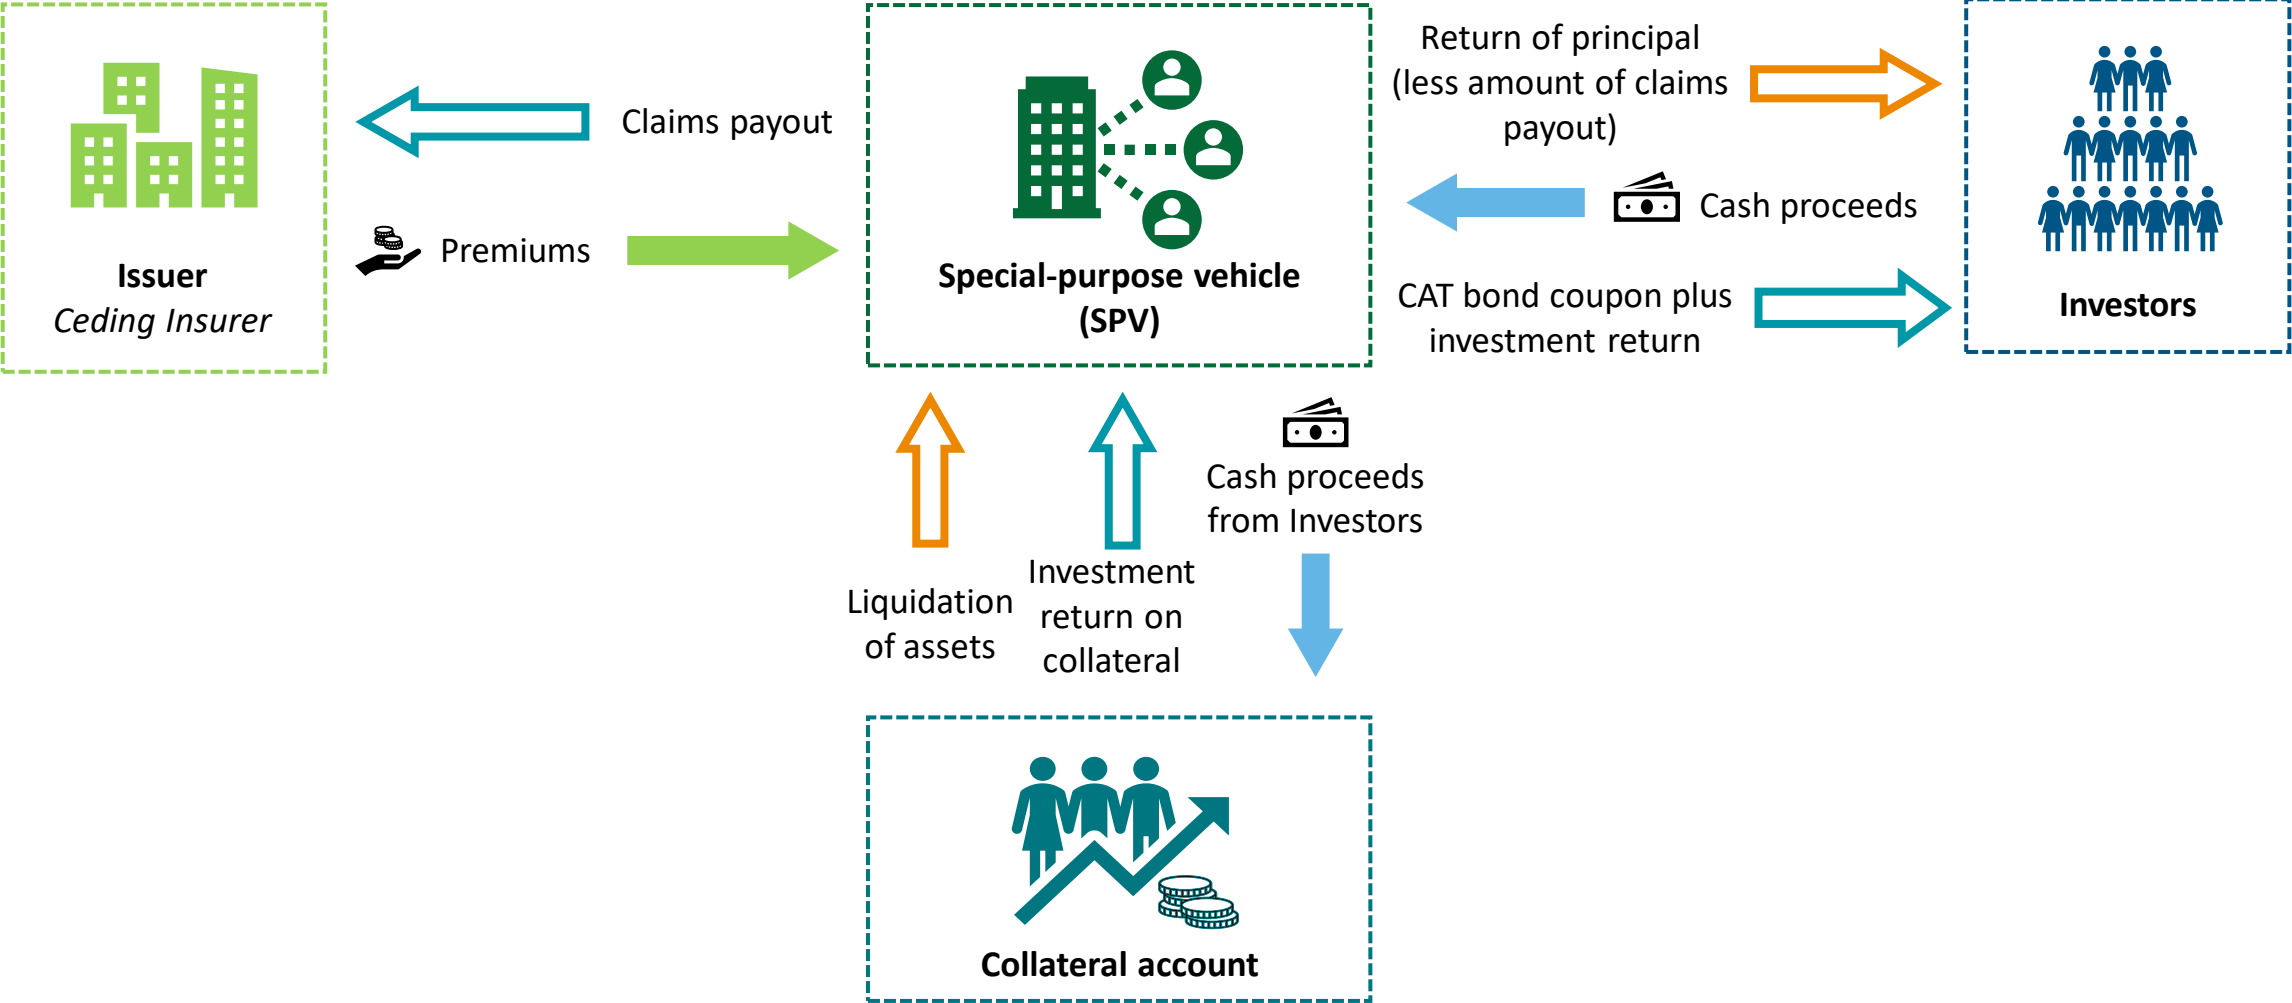 Issuer
Ceding Insurer
Claims payout
Premiums
Special-purpose vehicle
(SPV)
Return of principal
(less amount of claims
payout)
Cash proceeds
CAT bond coupon plus
investment return
Investors
Liquidation
of assets
Investment
return on
collateral
Cash proceeds
from Investors
Collateral account